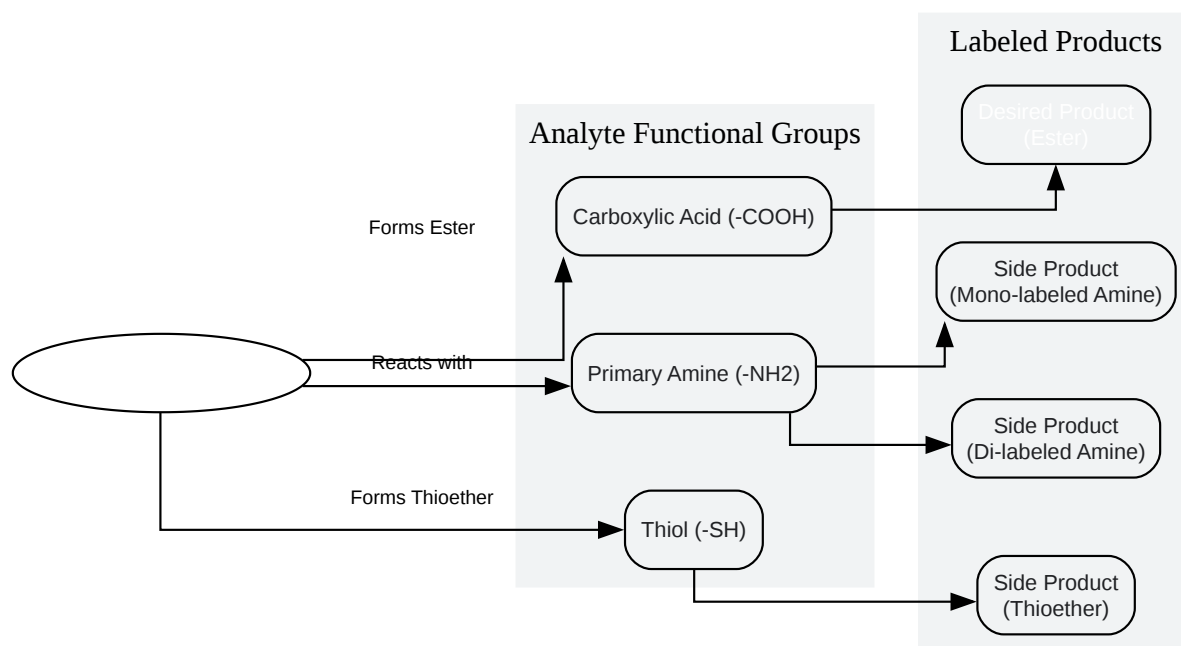 Labeled Products
Desired Product
(Ester)
Analyte Functional Groups
Carboxylic Acid (-COOH)
Forms Ester
Side Product
(Mono-labeled Amine)
Reacts with
Primary Amine (-NH2)
Side Product
(Di-labeled Amine)
Forms Thioether
Thiol (-SH)
Side Product
(Thioether)